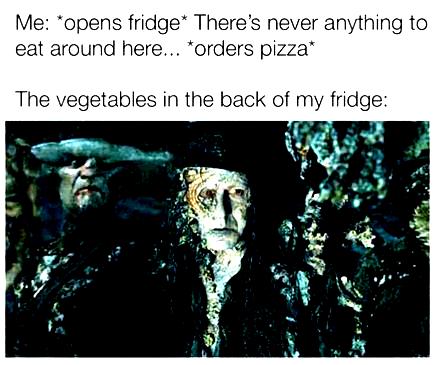 Me: *opens fridge* There's never anything to
eat around here... *orders pizza*
The vegetables in the back of my fridge: